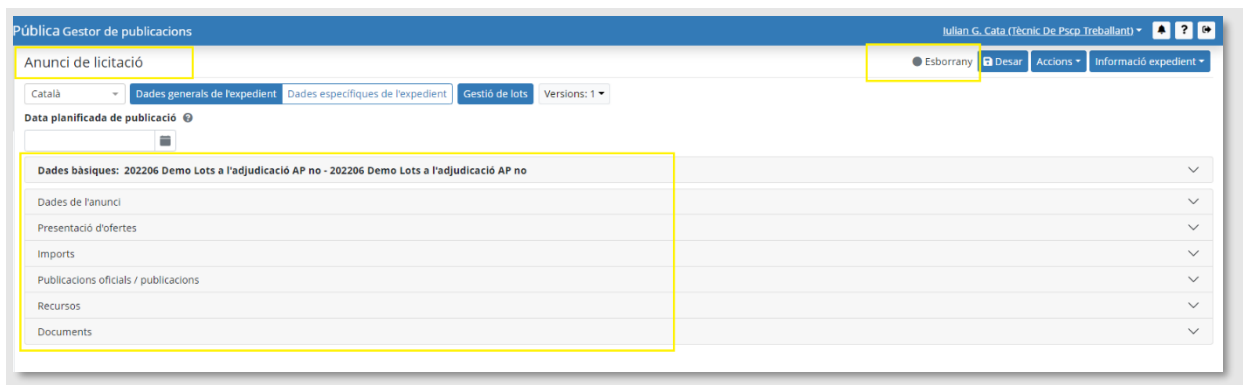 Pública Gestor de publicacions Iulian G. Cata (Tècnic De Pscp Treballant) ?
Anunci de licitació Esborrany Desar Accions Informació expedient
Català Dades generals de l'expedient Dades específiques de l'expedient Gestió de lots Versions: 1
Data planificada de publicació ?
Dades bàsiques: 202206 Demo Lots a l'adjudicació AP no - 202206 Demo Lots a l'adjudicació AP no
Dades de l'anunci
Presentació d'ofertes
Imports
Publicacions oficials / publicacions
Recursos
Documents